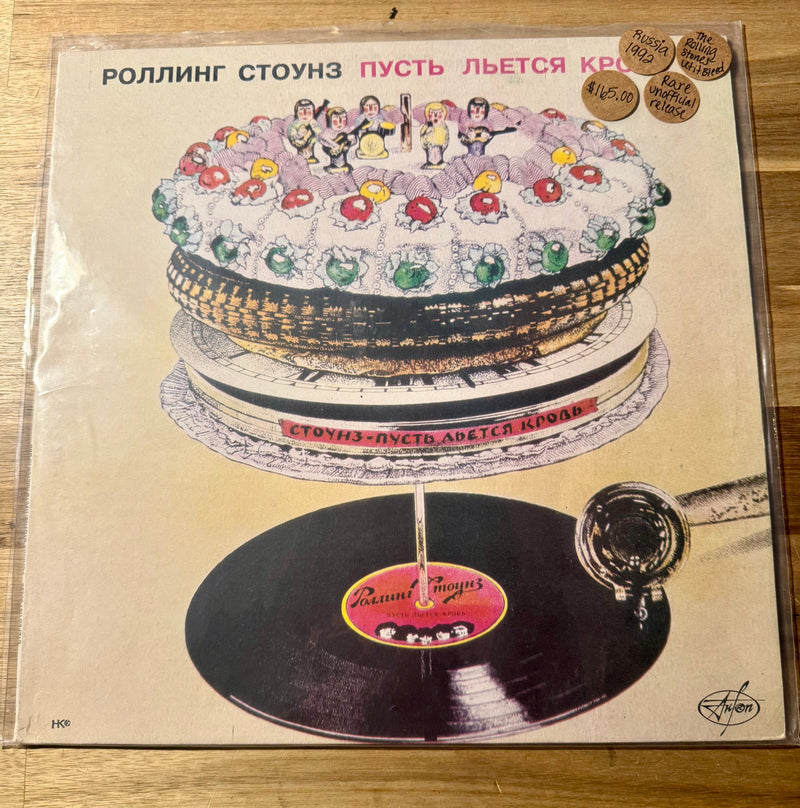 РОЛЛИНГ СТОУНЗ ПУСТЬ ЛЬЕТСЯ КРО
Russia
1992
The
Rolling
Stones
Let it Bleed
$165.00
Rare
unofficial
release
СТОУНЗ-ПУСТЬ ЛЬЕТСЯ КРОВЬ
Роллинг Стоунз
ПУСТЬ ЛЬЕТСЯ КРОВЬ
НК
Антроп